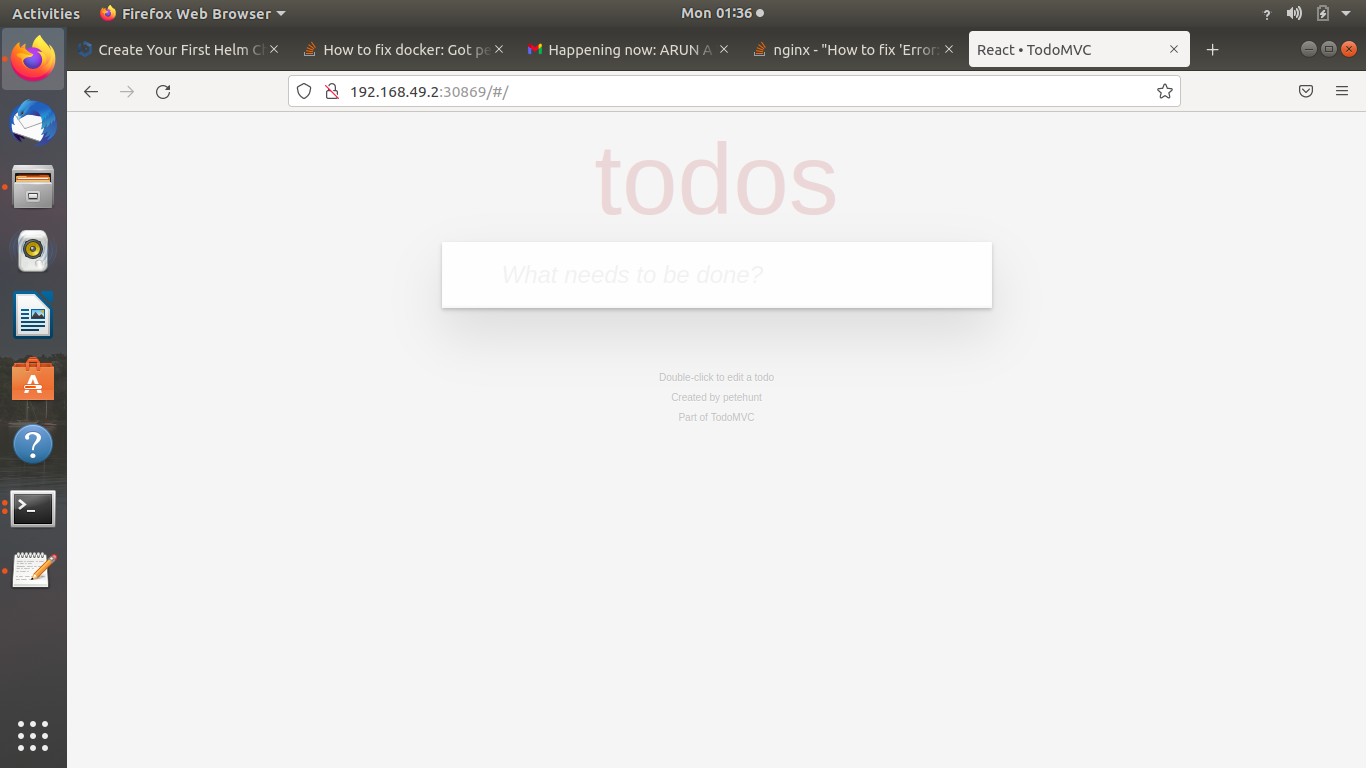 Activities Firefox Web Browser Mon 01:36
Create Your First Helm Ch How to fix docker: Got pe Happening now: ARUN A nginx - "How to fix 'Error: React • TodoMVC
192.168.49.2:30869/#/
todos
What needs to be done?
Double-click to edit a todo
Created by petehunt
Part of TodoMVC